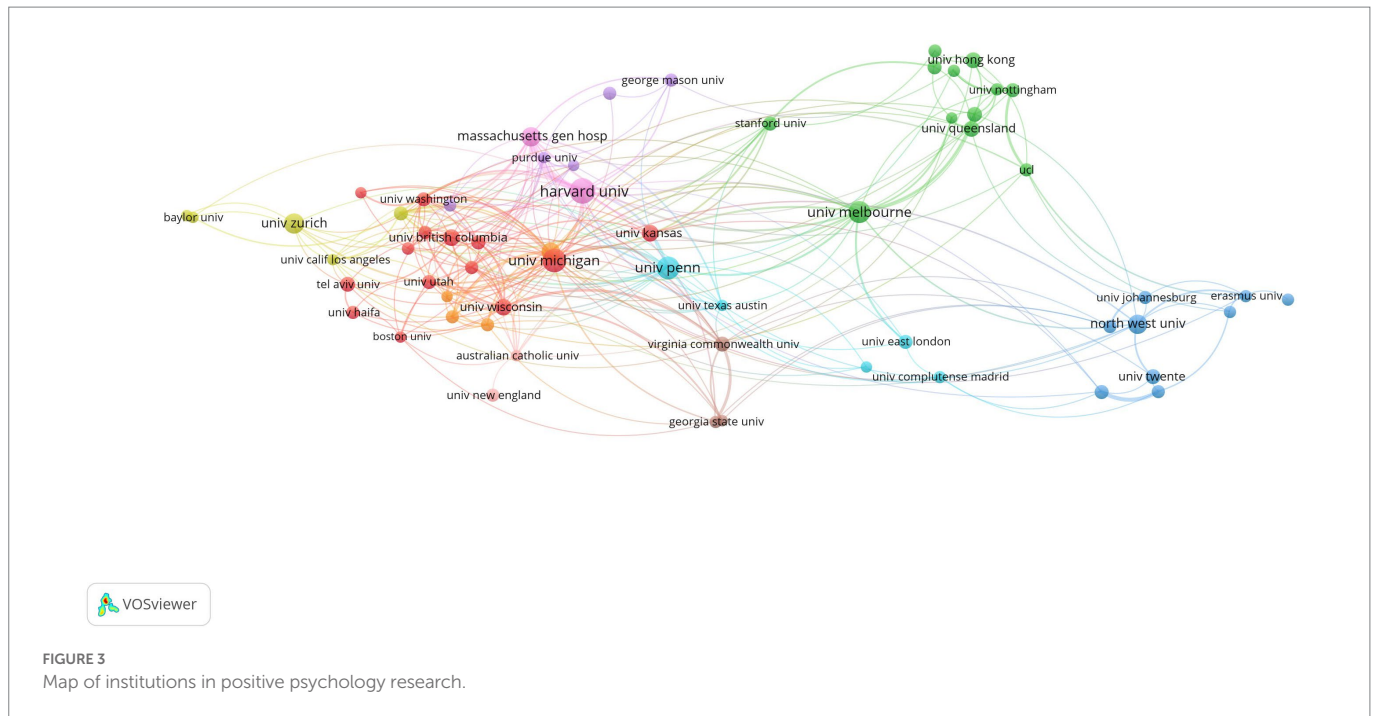 univ hong kong
george mason univ
univ nottingham
stanford univ
univ queensland
massachusetts gen hosp
purdue univ
ucl
harvard univ
univ washington
univ melbourne
baylor univ
univ zurich
univ kansas
univ british columbia
univ calif los angeles
univ michigan
univ penn
tel aviv univ
univ utah
univ johannesburg
erasmus univ
univ haifa
univ wisconsin
univ texas austin
north west univ
boston univ
virginia commonwealth univ
univ east london
australian catholic univ
univ complutense madrid
univ twente
univ new england
georgia state univ
VOSviewer
FIGURE 3
Map of institutions in positive psychology research.